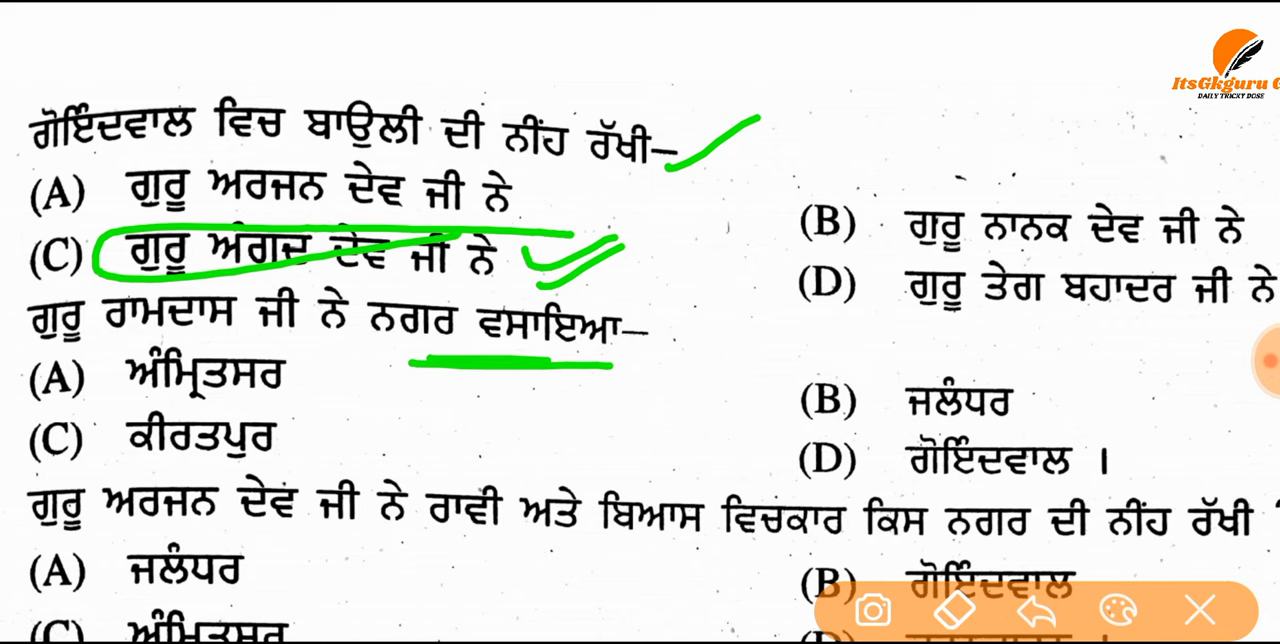 ItsGkguru G
DAILY TRICKY DOSE
ਗੋਇੰਦਵਾਲ ਵਿਚ ਬਾਉਲੀ ਦੀ ਨੀਂਹ ਰੱਖੀ—
(A) ਗੁਰੂ ਅਰਜਨ ਦੇਵ ਜੀ ਨੇ
(B) ਗੁਰੂ ਨਾਨਕ ਦੇਵ ਜੀ ਨੇ
(C) ਗੁਰੂ ਅੰਗਦ ਦੇਵ ਜੀ ਨੇ
(D) ਗੁਰੂ ਤੇਗ ਬਹਾਦਰ ਜੀ ਨੇ
ਗੁਰੂ ਰਾਮਦਾਸ ਜੀ ਨੇ ਨਗਰ ਵਸਾਇਆ—
(A) ਅੰਮ੍ਰਿਤਸਰ
(B) ਜਲੰਧਰ
(C) ਕੀਰਤਪੁਰ
(D) ਗੋਇੰਦਵਾਲ ।
ਗੁਰੂ ਅਰਜਨ ਦੇਵ ਜੀ ਨੇ ਰਾਵੀ ਅਤੇ ਬਿਆਸ ਵਿਚਕਾਰ ਕਿਸ ਨਗਰ ਦੀ ਨੀਂਹ ਰੱਖੀ
(A) ਜਲੰਧਰ
(B) ਗੋਇੰਦਵਾਲ
(C) ਅੰਮ੍ਰਿਤਸਰ